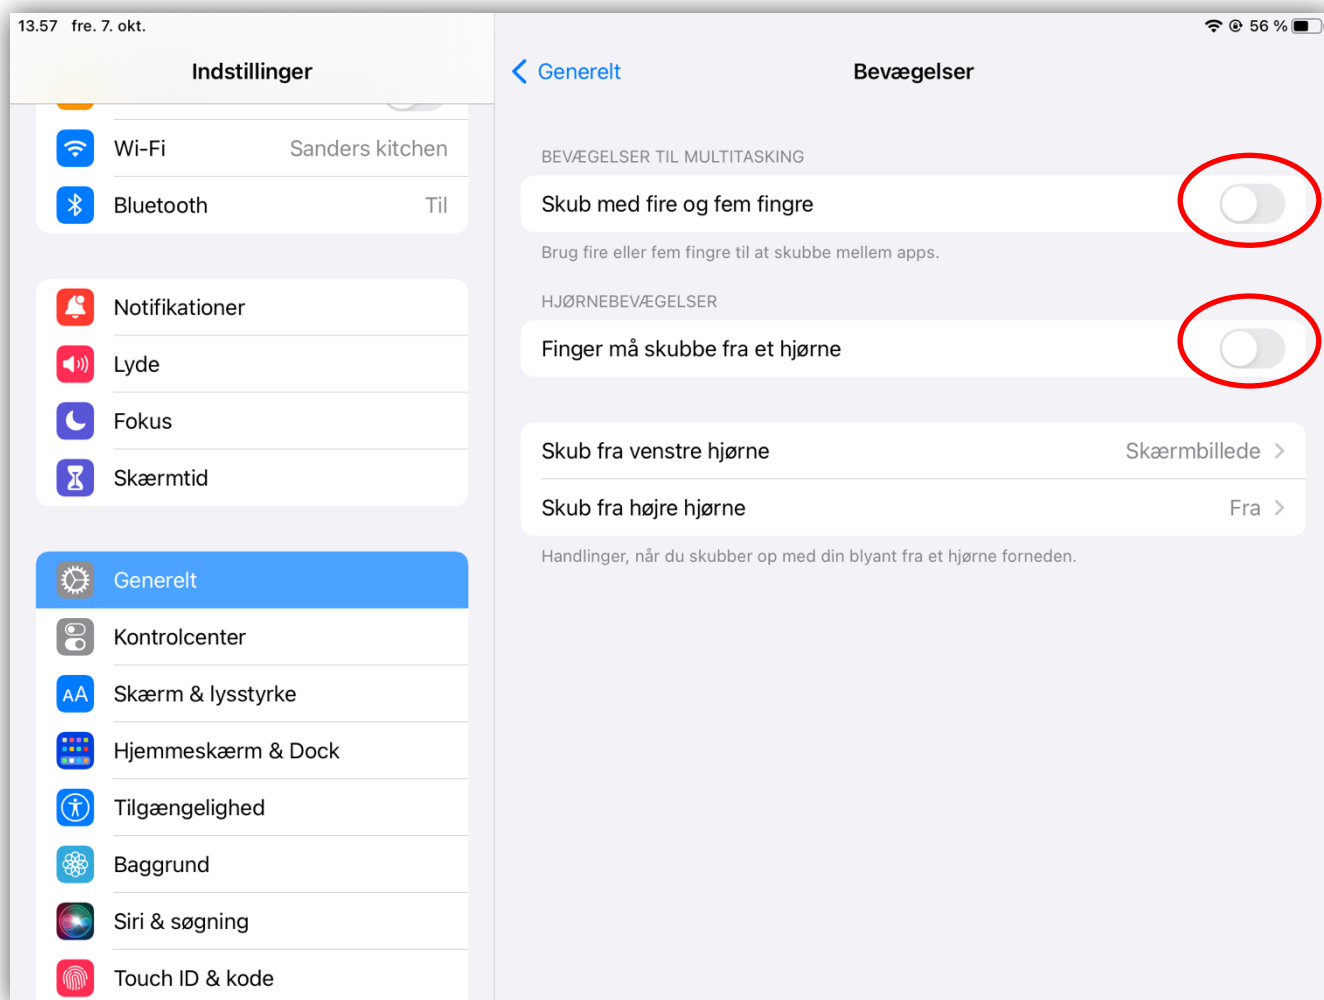 13.57 fre. 7. okt.
56 %
Indstillinger
Wi-Fi Sanders kitchen
Bluetooth Til
Notifikationer
Lyde
Fokus
Skærmtid
Generelt
Kontrolcenter
AA Skærm & lysstyrke
Hjemmeskærm & Dock
Tilgængelighed
Baggrund
Siri & søgning
Touch ID & kode
Generelt
Bevægelser
BEVÆGELSER TIL MULTITASKING
Skub med fire og fem fingre
Brug fire eller fem fingre til at skubbe mellem apps.
HJØRNEBEVÆGELSER
Finger må skubbe fra et hjørne
Skub fra venstre hjørne Skærmbillede
Skub fra højre hjørne Fra
Handlinger, når du skubber op med din blyant fra et hjørne forneden.